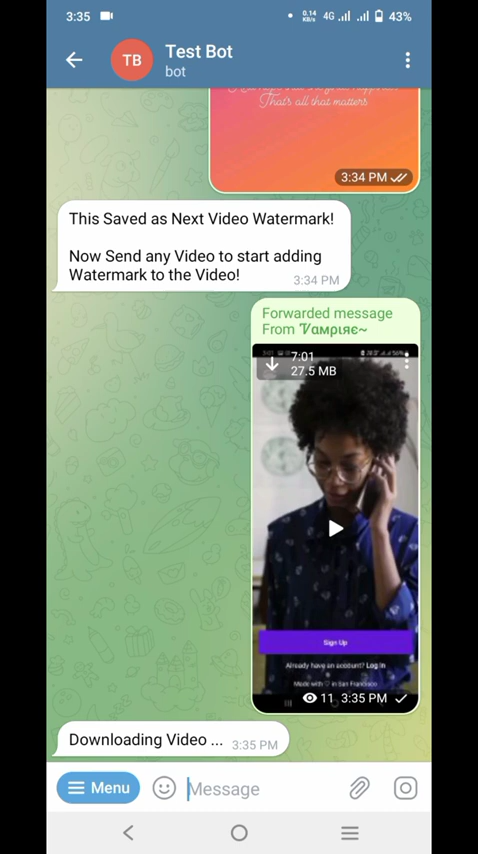 3:35
0.14
KB/s
4G
43%
TB
Test Bot
bot
That's all that matters
3:34 PM
This Saved as Next Video Watermark!
Now Send any Video to start adding
Watermark to the Video!
3:34 PM
Forwarded message
From Vαмριяє~
7:01
27.5 MB
Sign Up
Already have an account? Log In
Made with ♡ in San Francisco
11 3:35 PM
Downloading Video ... 3:35 PM
Menu
Message